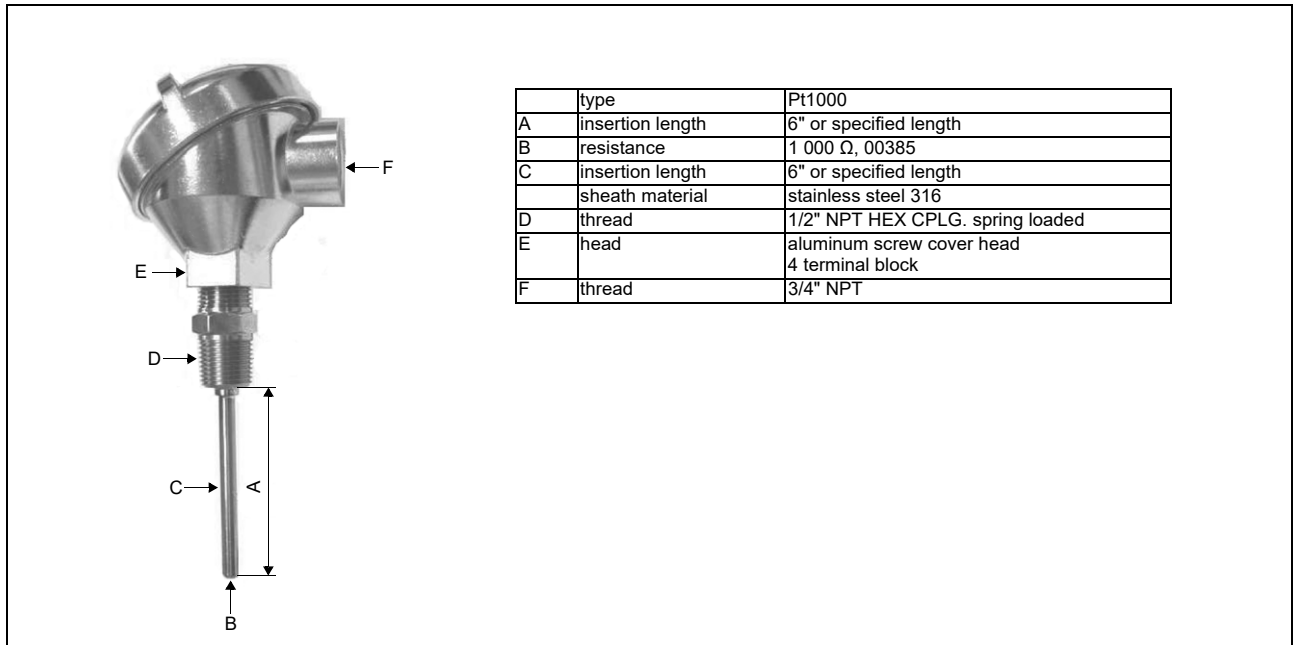 type Pt1000
A insertion length 6" or specified length
B resistance 1 000 Ω, 00385
C insertion length 6" or specified length
sheath material stainless steel 316
D thread 1/2" NPT HEX CPLG. spring loaded
E head aluminum screw cover head
4 terminal block
F thread 3/4" NPT
F
E
D
C
A
B